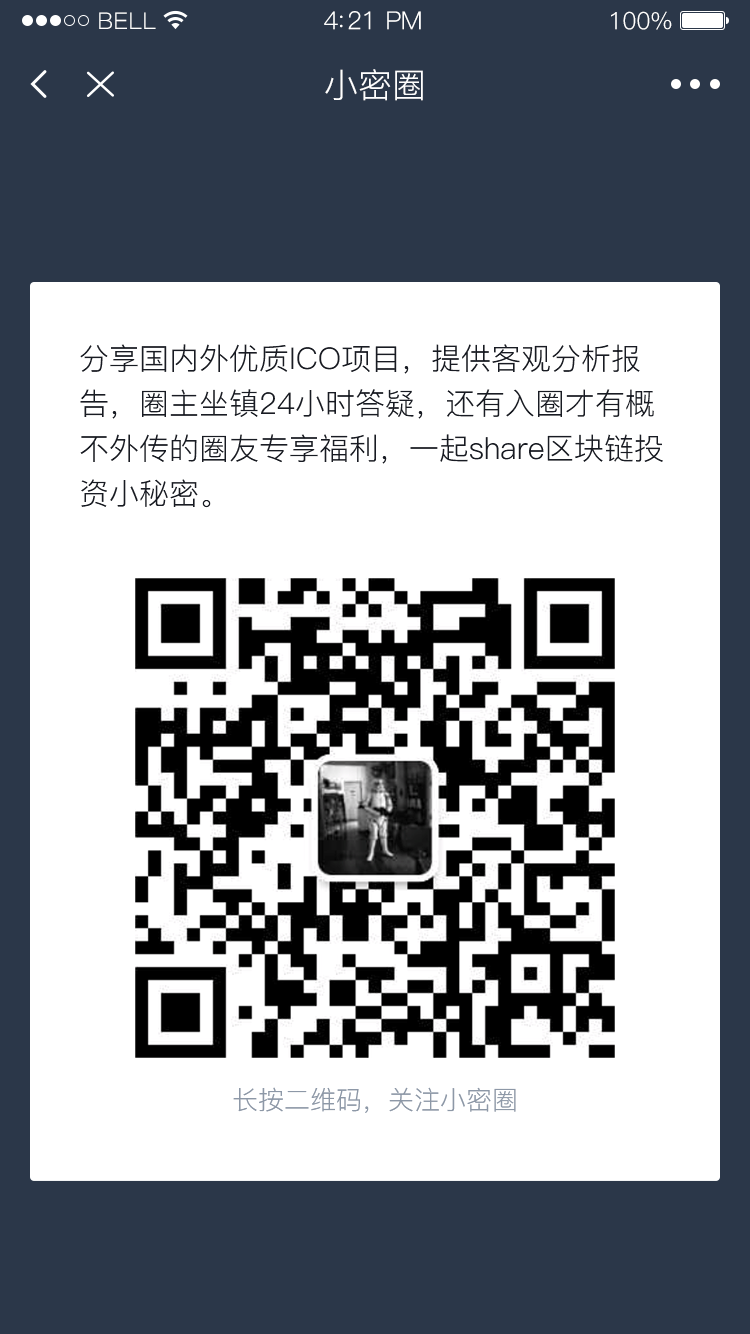 BELL 4:21 PM 100%
小密圈
分享国内外优质ICO项目，提供客观分析报
告，圈主坐镇24小时答疑，还有入圈才有概
不外传的圈友专享福利，一起share区块链投
资小秘密。
长按二维码，关注小密圈